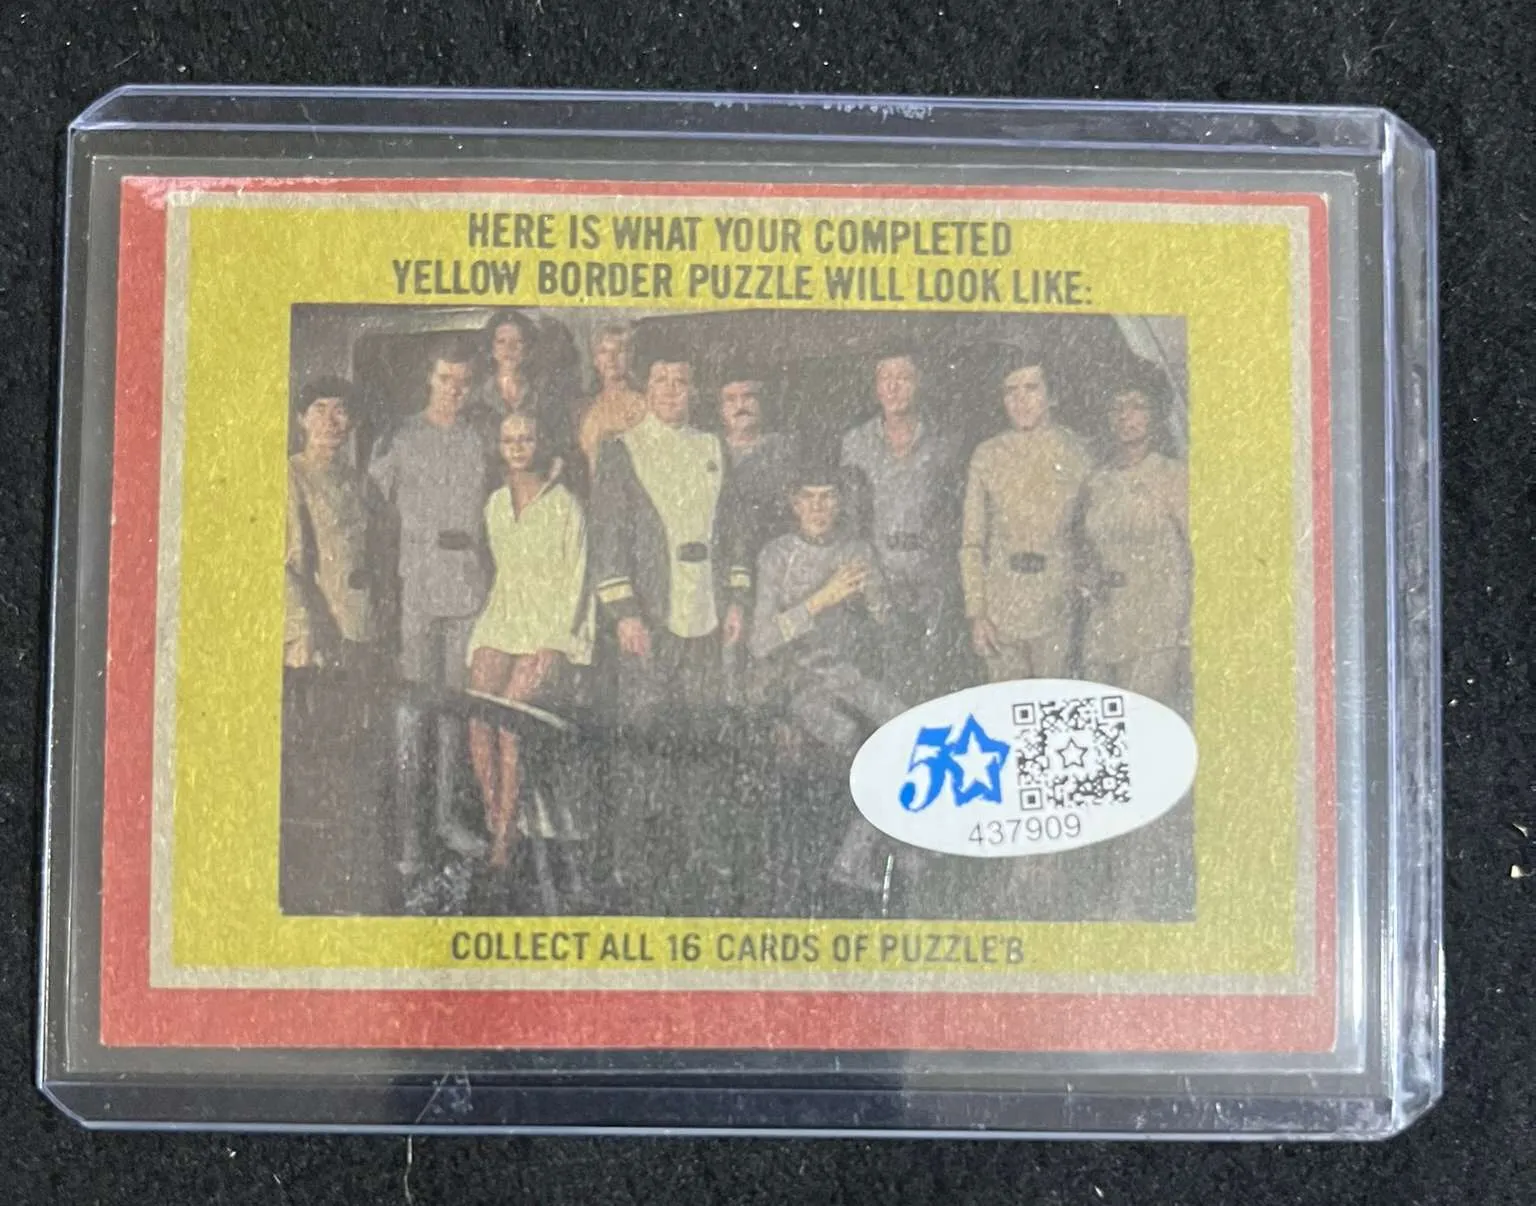 HERE IS WHAT YOUR COMPLETED
YELLOW BORDER PUZZLE WILL LOOK LIKE:
5
437909
COLLECT ALL 16 CARDS OF PUZZLE'B